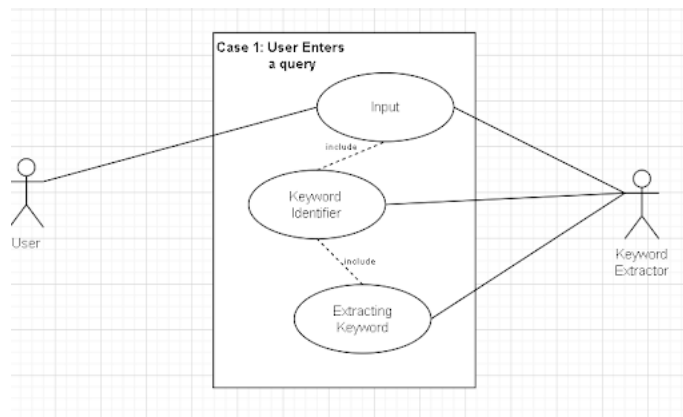 Case 1: User Enters
a query
Input
include
Keyword
Identifier
include
Extracting
Keyword
User
Keyword
Extractor